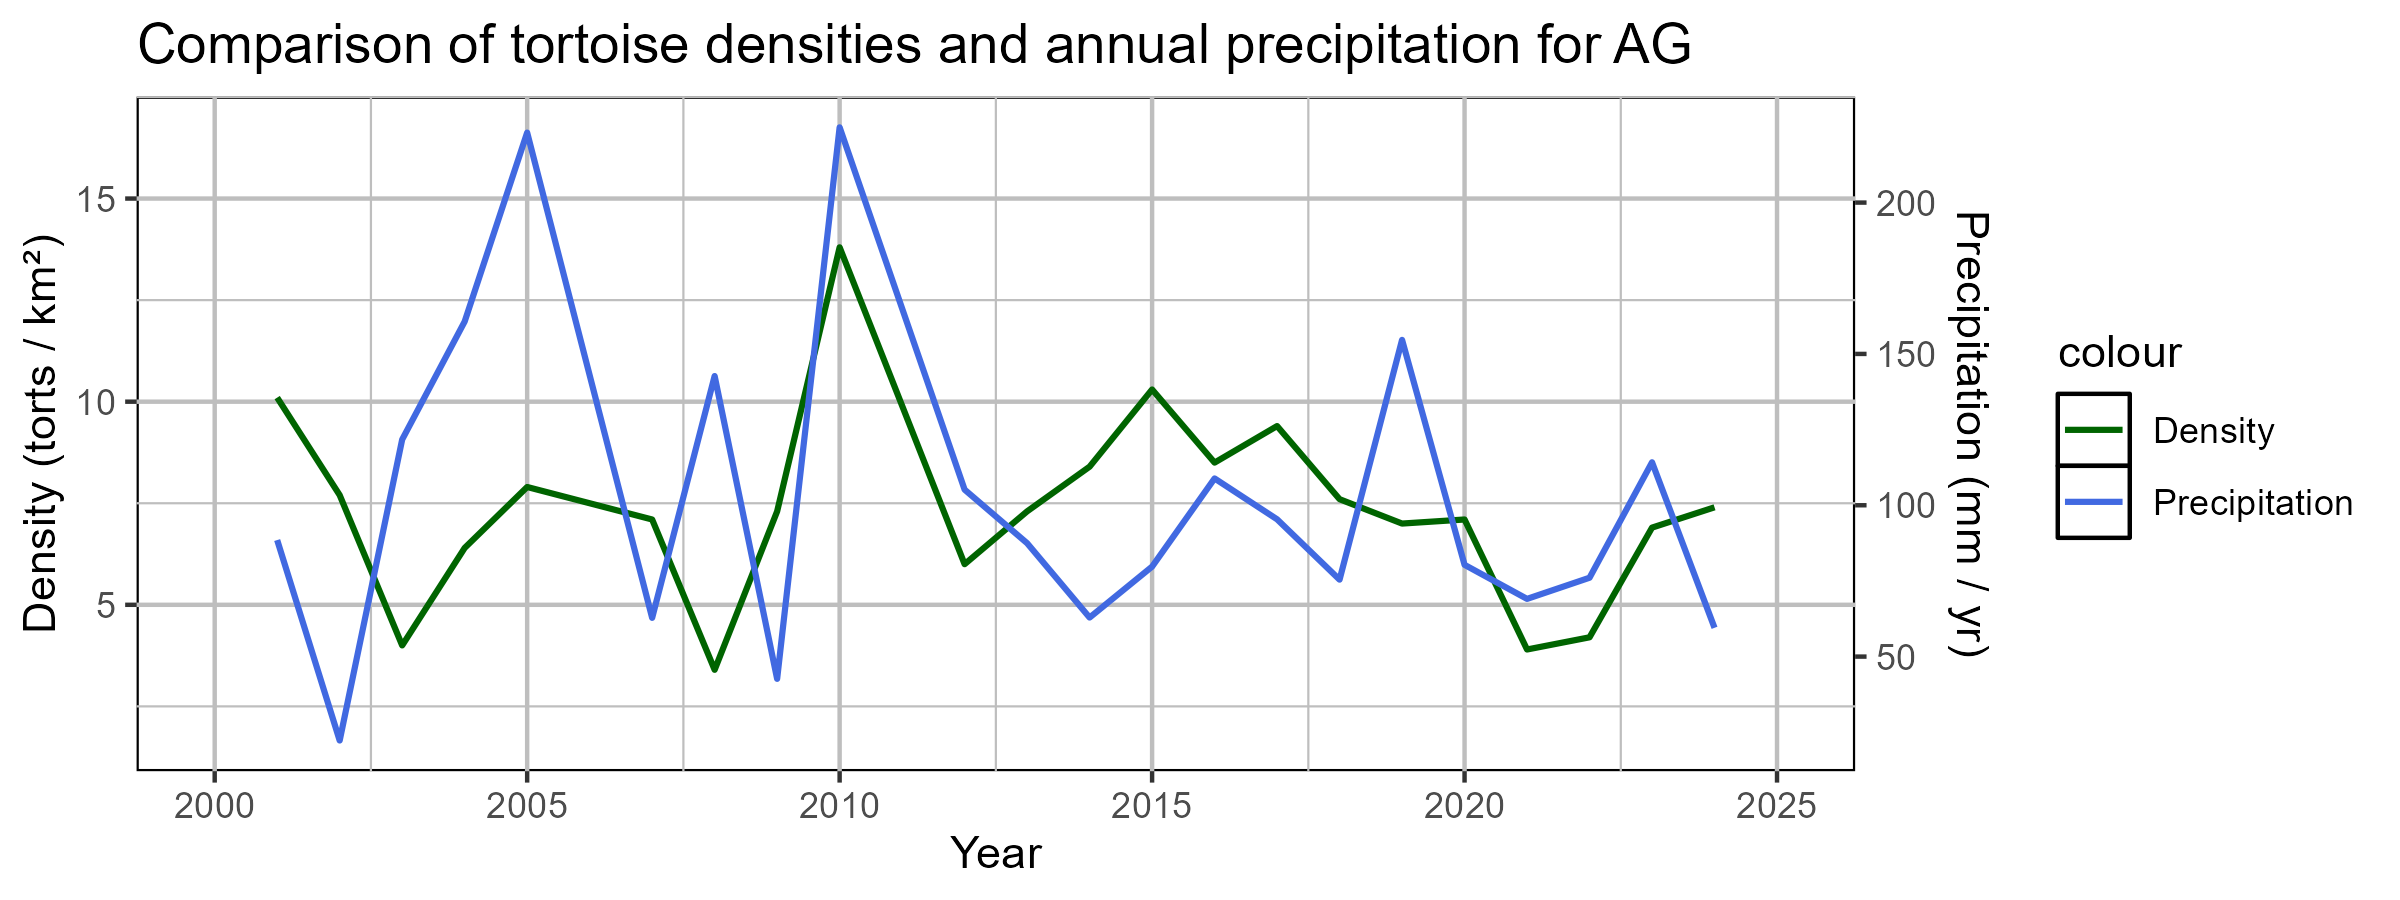 Comparison of tortoise densities and annual precipitation for AG
Density (torts / km²)
15
10
5
200
150
100
50
Precipitation (mm / yr)
2000 2005 2010 2015 2020 2025
Year
colour
Density
Precipitation